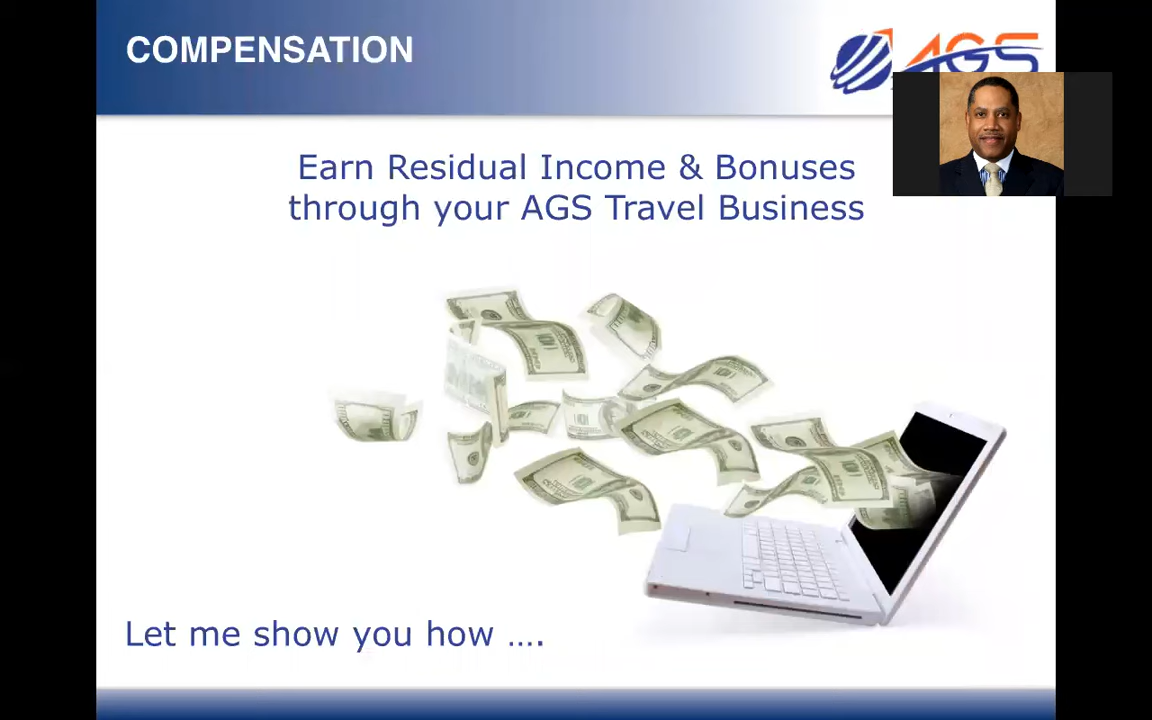 COMPENSATION
AGS
Earn Residual Income & Bonuses
through your AGS Travel Business
Let me show you how ....